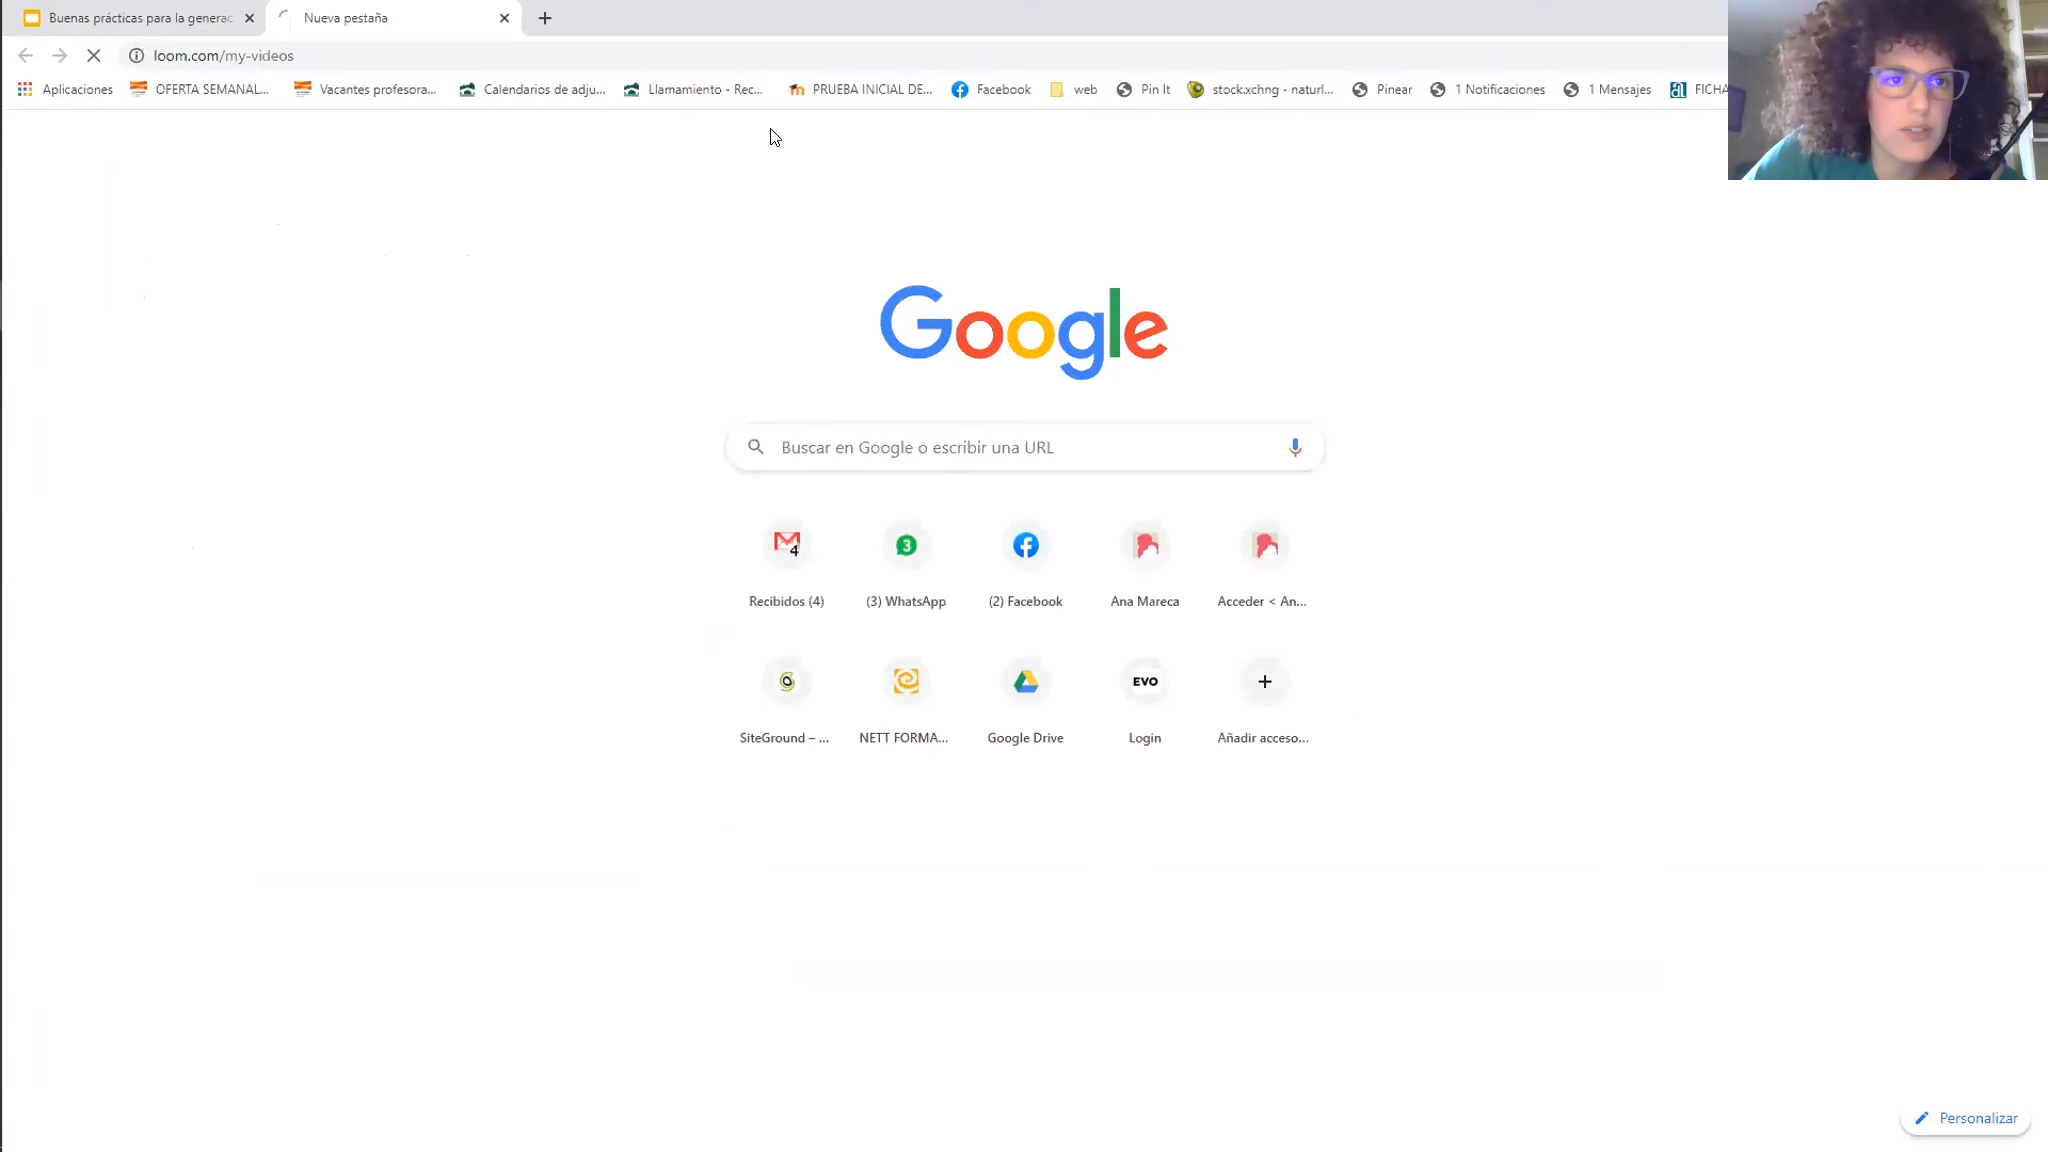 Buenas prácticas para la generac
Nueva pestaña
loom.com/my-videos
Aplicaciones
OFERTA SEMANAL...
Vacantes profesora...
Calendarios de adju...
Llamamiento - Rec...
PRUEBA INICIAL DE...
Facebook
web
Pin It
stock.xchng - naturl...
Pinear
1 Notificaciones
1 Mensajes
FICHA
Google
Buscar en Google o escribir una URL
4
3
Recibidos (4)
(3) WhatsApp
(2) Facebook
Ana Mareca
Acceder < An...
EVO
SiteGround – ...
NETT FORMA...
Google Drive
Login
Añadir acceso...
Personalizar